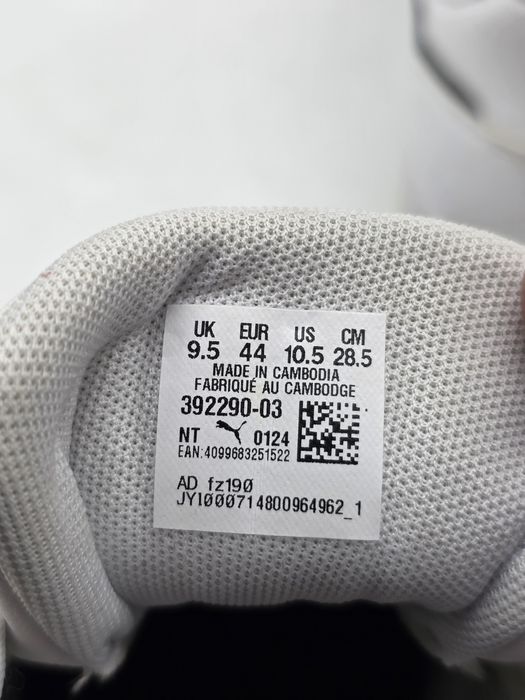 UK EUR US CM
9.5 44 10.5 28.5
MADE IN CAMBODIA
FABRIQUÉ AU CAMBODGE
392290-03
NT 0124
EAN:4099683251522
AD fz190
JY1000714800964962_1